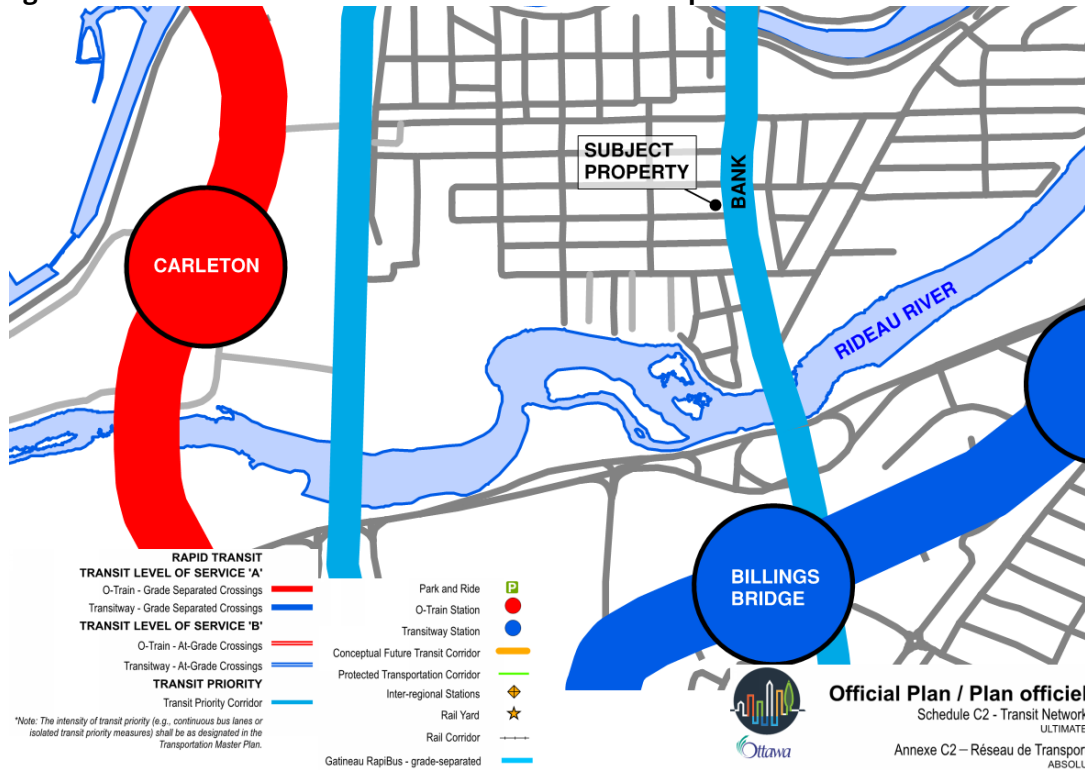 SUBJECT
PROPERTY
BANK
CARLETON
RIDEAU RIVER
BILLINGS
BRIDGE
RAPID TRANSIT
TRANSIT LEVEL OF SERVICE 'A'
O-Train - Grade Separated Crossings
Transitway - Grade Separated Crossings
TRANSIT LEVEL OF SERVICE 'B'
O-Train - At-Grade Crossings
Transitway - At-Grade Crossings
TRANSIT PRIORITY
Transit Priority Corridor
*Note: The intensity of transit priority (e.g., continuous bus lanes or
isolated transit priority measures) shall be as designated in the
Transportation Master Plan.
Park and Ride
P
O-Train Station
Transitway Station
Conceptual Future Transit Corridor
Protected Transportation Corridor
Inter-regional Stations
Rail Yard
Rail Corridor
Gatineau RapiBus - grade-separated
Ottawa
Official Plan / Plan officiel
Schedule C2 - Transit Network
ULTIMATE
Annexe C2 – Réseau de Transport
ABSOLU